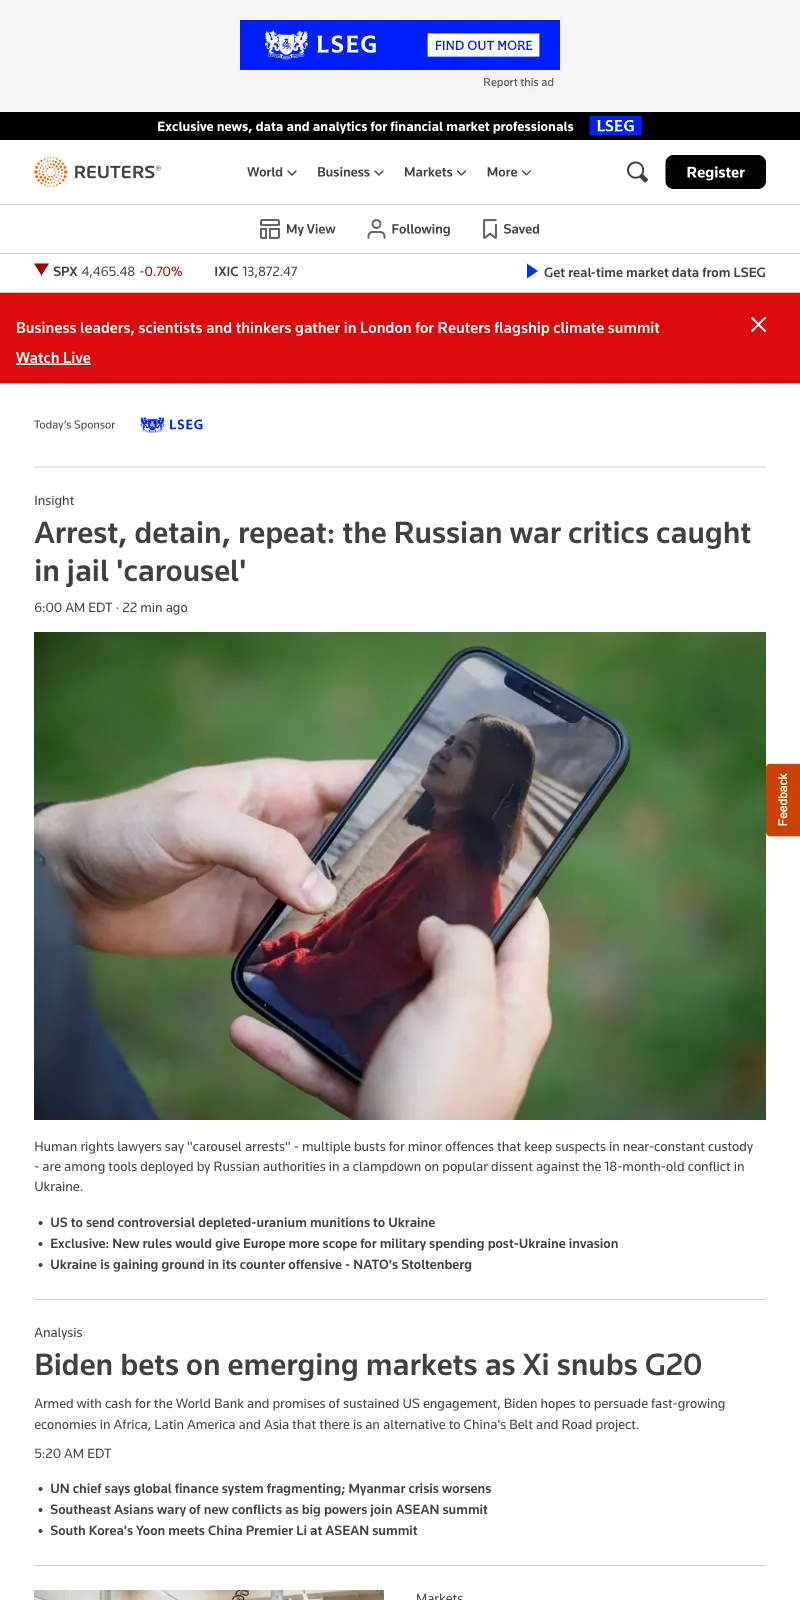 LSEG
FIND OUT MORE
Report this ad
Exclusive news, data and analytics for financial market professionals LSEG
REUTERS®
World Business Markets More
Register
My View Following Saved
SPX 4,465.48 -0.70% IXIC 13,872.47
Get real-time market data from LSEG
Business leaders, scientists and thinkers gather in London for Reuters flagship climate summit
Watch Live
Today's Sponsor LSEG
Insight
Arrest, detain, repeat: the Russian war critics caught
in jail 'carousel'
6:00 AM EDT · 22 min ago
Feedback
Human rights lawyers say "carousel arrests" - multiple busts for minor offences that keep suspects in near-constant custody
- are among tools deployed by Russian authorities in a clampdown on popular dissent against the 18-month-old conflict in
Ukraine.
• US to send controversial depleted-uranium munitions to Ukraine
• Exclusive: New rules would give Europe more scope for military spending post-Ukraine invasion
• Ukraine is gaining ground in its counter offensive - NATO's Stoltenberg
Analysis
Biden bets on emerging markets as Xi snubs G20
Armed with cash for the World Bank and promises of sustained US engagement, Biden hopes to persuade fast-growing
economies in Africa, Latin America and Asia that there is an alternative to China's Belt and Road project.
5:20 AM EDT
• UN chief says global finance system fragmenting; Myanmar crisis worsens
• Southeast Asians wary of new conflicts as big powers join ASEAN summit
• South Korea's Yoon meets China Premier Li at ASEAN summit
Markets